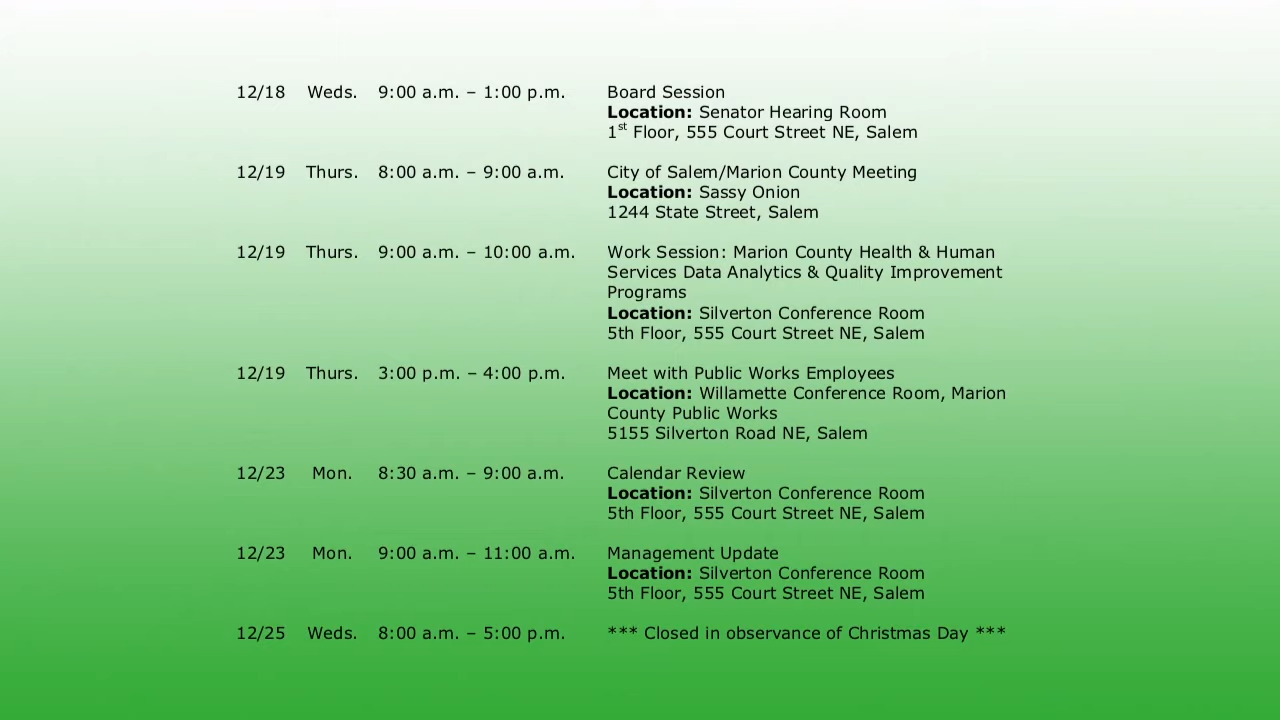 12/18 Weds. 9:00 a.m. – 1:00 p.m. Board Session
Location: Senator Hearing Room
1st Floor, 555 Court Street NE, Salem
12/19 Thurs. 8:00 a.m. – 9:00 a.m. City of Salem/Marion County Meeting
Location: Sassy Onion
1244 State Street, Salem
12/19 Thurs. 9:00 a.m. – 10:00 a.m. Work Session: Marion County Health & Human
Services Data Analytics & Quality Improvement
Programs
Location: Silverton Conference Room
5th Floor, 555 Court Street NE, Salem
12/19 Thurs. 3:00 p.m. – 4:00 p.m. Meet with Public Works Employees
Location: Willamette Conference Room, Marion
County Public Works
5155 Silverton Road NE, Salem
12/23 Mon. 8:30 a.m. – 9:00 a.m. Calendar Review
Location: Silverton Conference Room
5th Floor, 555 Court Street NE, Salem
12/23 Mon. 9:00 a.m. – 11:00 a.m. Management Update
Location: Silverton Conference Room
5th Floor, 555 Court Street NE, Salem
12/25 Weds. 8:00 a.m. – 5:00 p.m. *** Closed in observance of Christmas Day ***